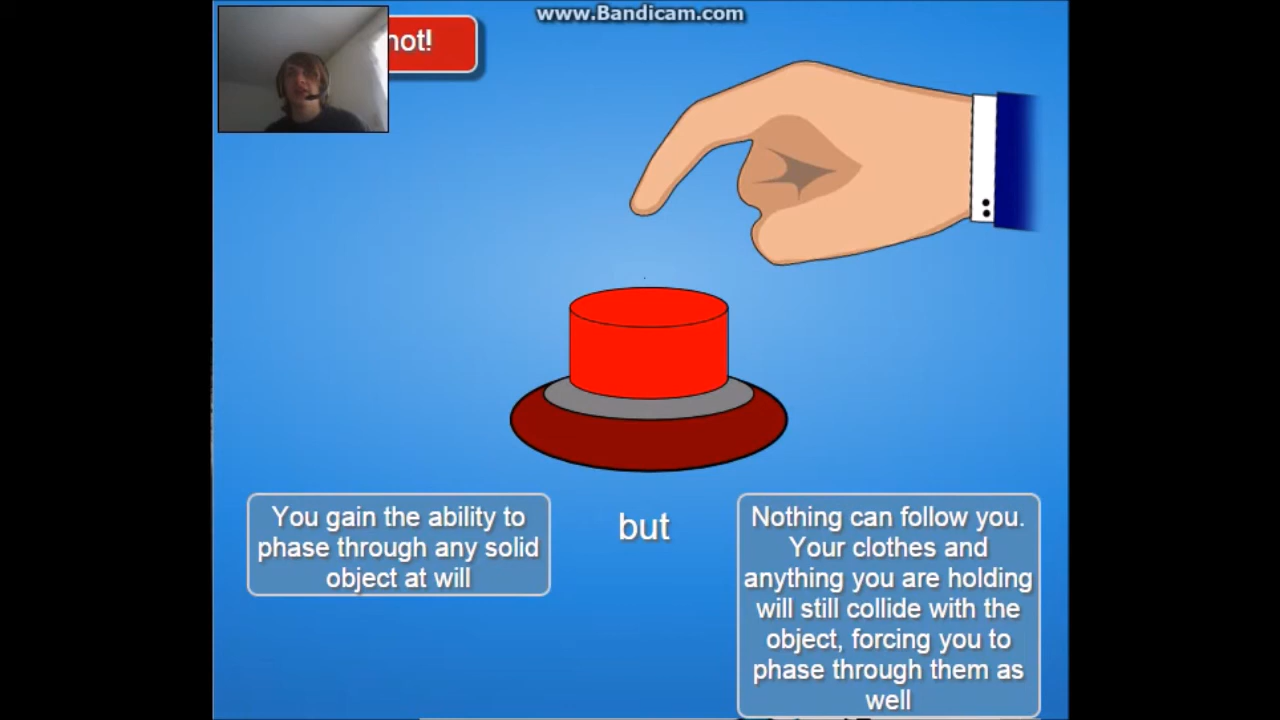 www.Bandicam.com
not!
You gain the ability to
phase through any solid
object at will
but
Nothing can follow you.
Your clothes and
anything you are holding
will still collide with the
object, forcing you to
phase through them as
well